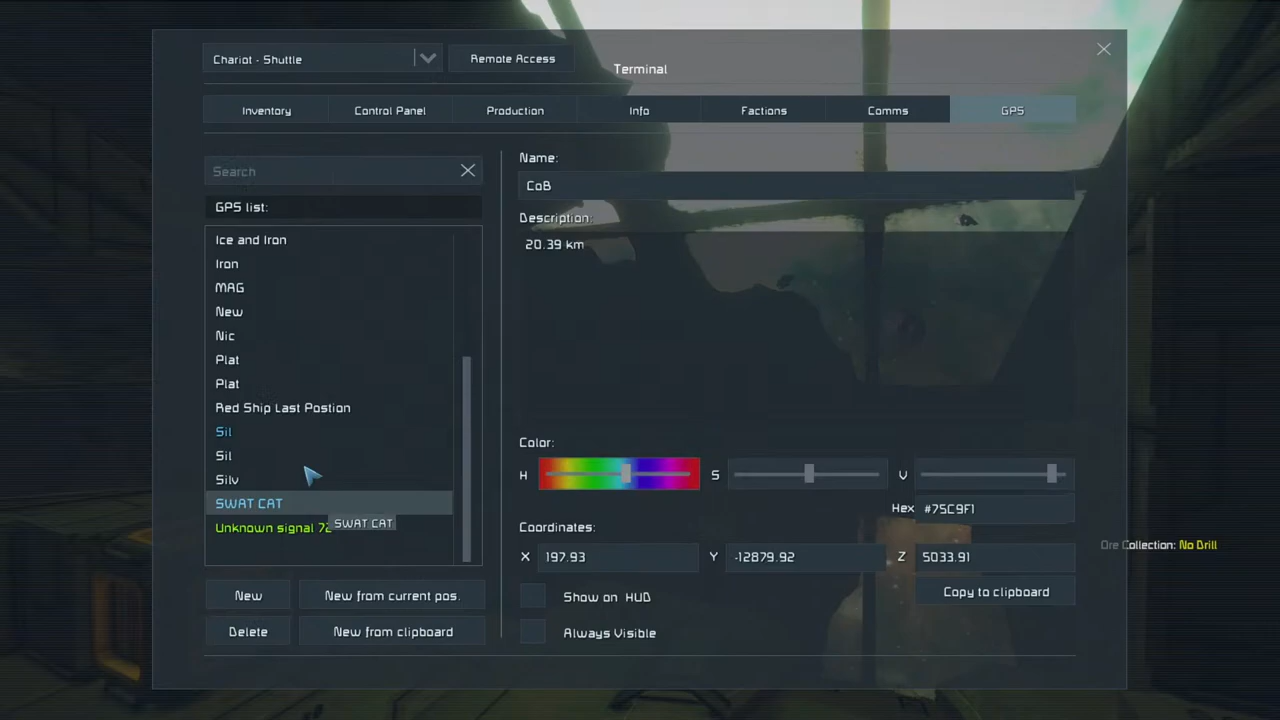 Chariot - Shuttle
Remote Access
Terminal
Inventory
Control Panel
Production
Info
Factions
Comms
GPS
Search
GPS list:
Ice and Iron
Iron
MAG
New
Nic
Plat
Plat
Red Ship Last Postion
Sil
Sil
Silv
SWAT CAT
Unknown signal 72
SWAT CAT
New
New from current pos.
Delete
New from clipboard
Name:
CoB
Description:
20.39 km
Color:
H
S
V
Hex
#75C9F1
Coordinates:
X
197.93
Y
-12879.92
Z
5033.91
Show on HUD
Copy to clipboard
Always Visible
Ore Collection: No Drill